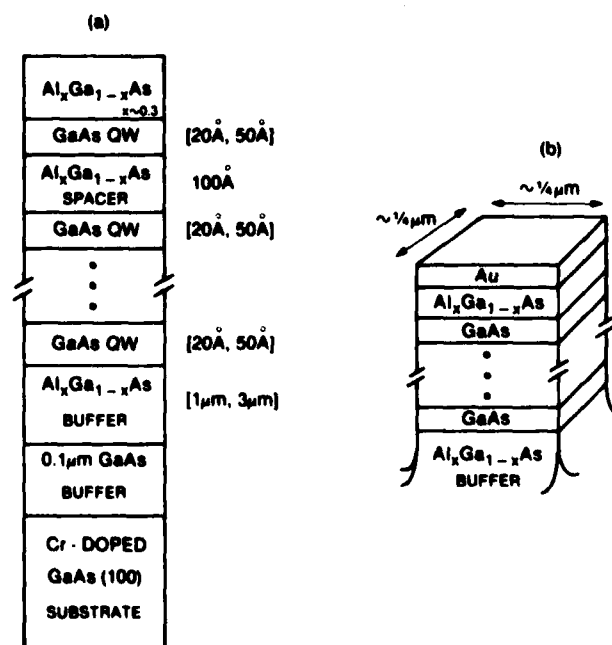 (a)
AlxGa1-xAs
x~0.3
GaAs QW [20Å, 50Å]
AlxGa1-xAs 100Å
SPACER
GaAs QW [20Å, 50Å]
GaAs QW [20Å, 50Å]
AlxGa1-xAs [1μm, 3μm]
BUFFER
0.1μm GaAs
BUFFER
Cr - DOPED
GaAs (100)
SUBSTRATE
(b)
~ ¼μm
~ ¼μm
Au
AlxGa1-xAs
GaAs
GaAs
AlxGa1-xAs
BUFFER